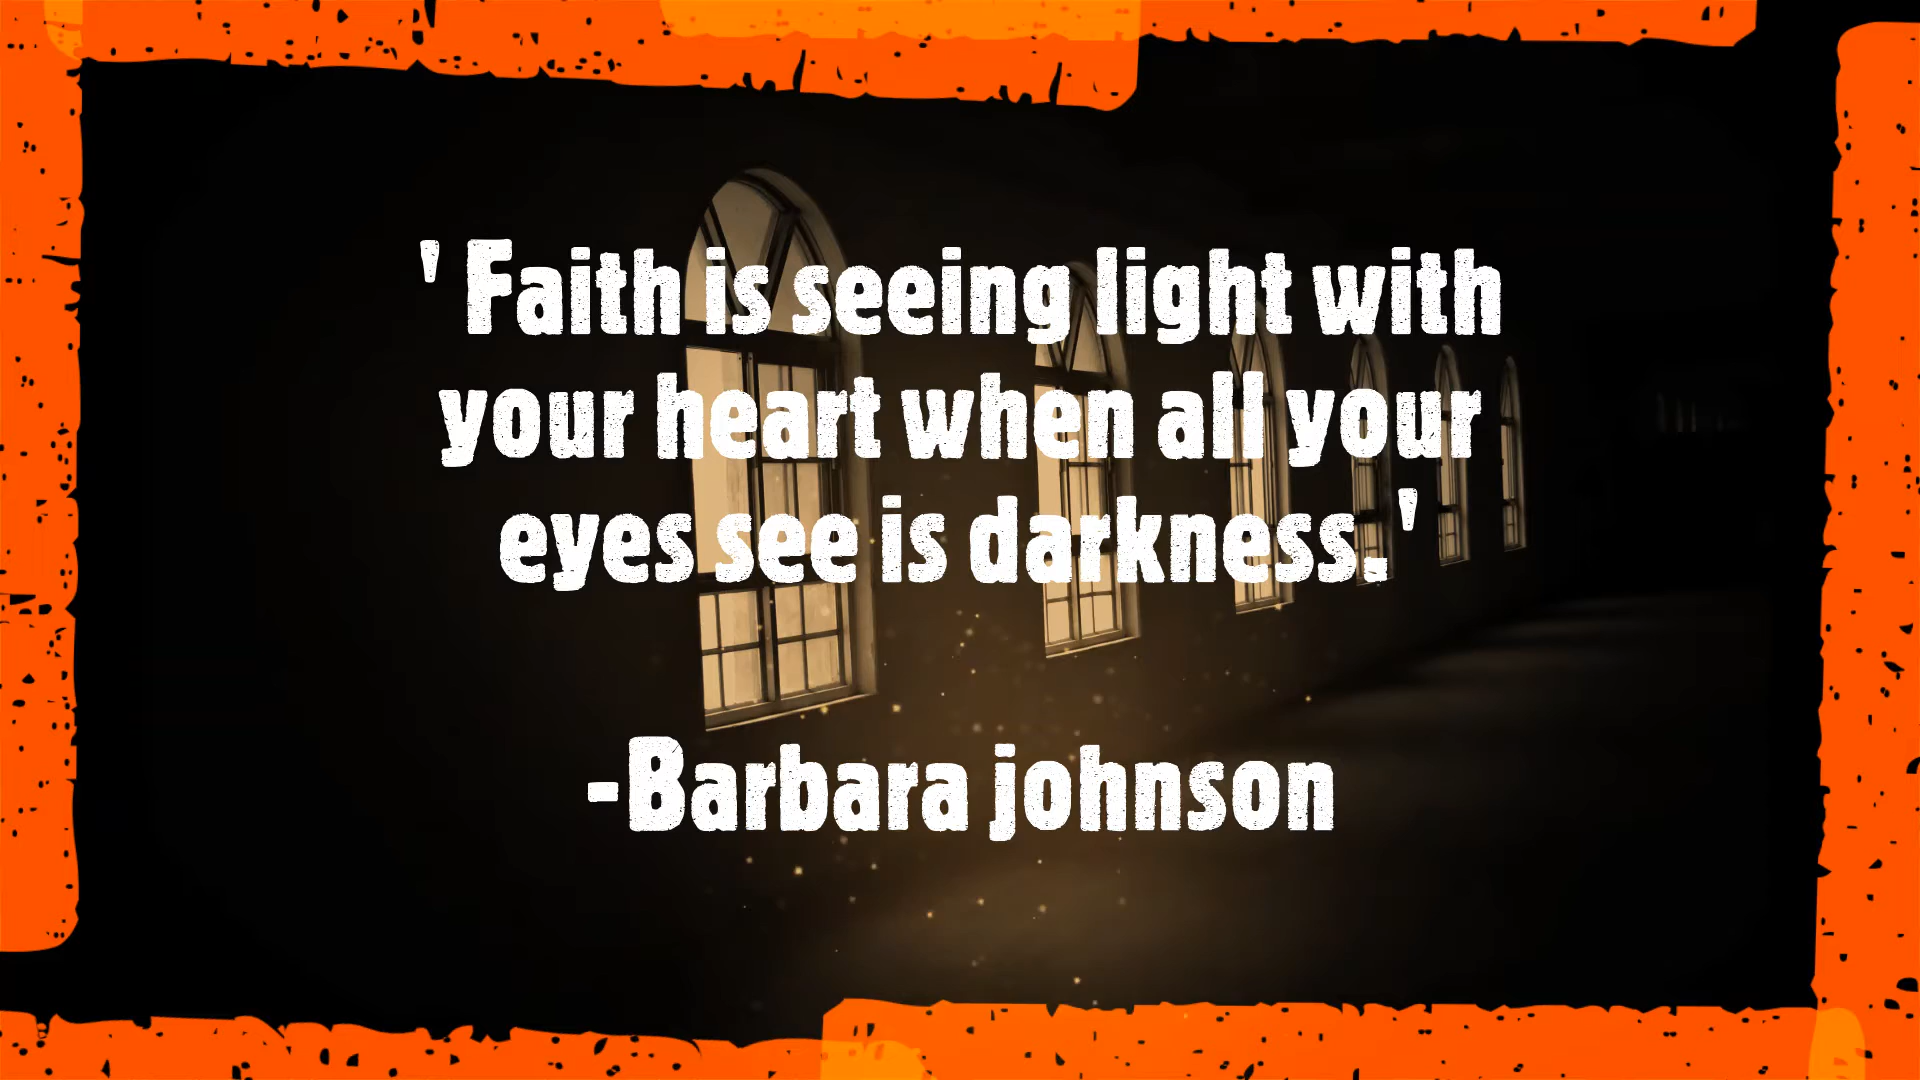 ' Faith is seeing light with
your heart when all your
eyes see is darkness. '
-Barbara johnson